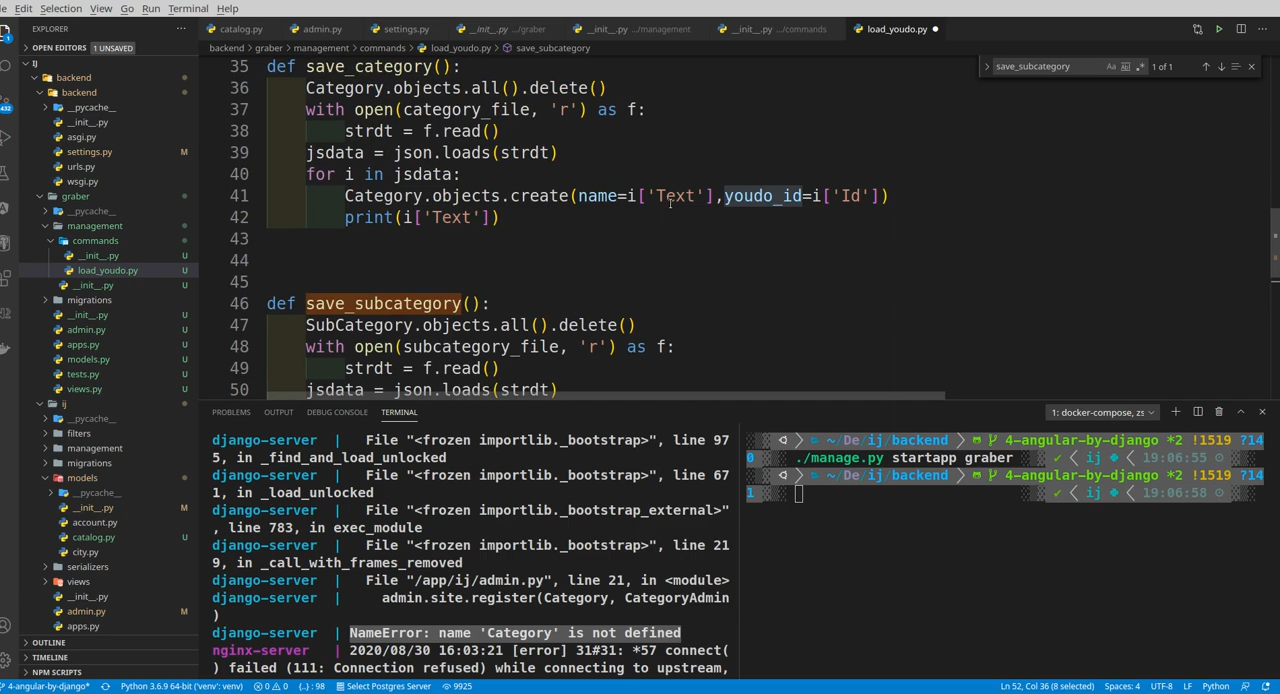 le Edit Selection View Go Run Terminal Help
EXPLORER
catalog.py admin.py settings.py __init__.py .../graber __init__.py .../management __init__.py .../commands load_youdo.py
OPEN EDITORS 1 UNSAVED
backend > graber > management > commands > load_youdo.py > save_subcategory
save_subcategory Aa Ab 1 of 1
IJ
backend
backend
__pycache__
__init__.py
asgi.py
settings.py M
urls.py
wsgi.py
graber
__pycache__
management
commands
__init__.py U
load_youdo.py U
__init__.py U
migrations
__init__.py U
admin.py U
apps.py U
models.py U
tests.py U
views.py U
ij
__pycache__
filters
management
migrations
models
__pycache__
__init__.py M
account.py
catalog.py U
city.py
serializers
views
__init__.py
admin.py M
apps.py
OUTLINE
TIMELINE
NPM SCRIPTS
1
432
35 def save_category():
36 Category.objects.all().delete()
37 with open(category_file, 'r') as f:
38 strdt = f.read()
39 jsdata = json.loads(strdt)
40 for i in jsdata:
41 Category.objects.create(name=i['Text'],youdo_id=i['Id'])
42 print(i['Text'])
43
44
45
46 def save_subcategory():
47 SubCategory.objects.all().delete()
48 with open(subcategory_file, 'r') as f:
49 strdt = f.read()
50 jsdata = json.loads(strdt)
PROBLEMS OUTPUT DEBUG CONSOLE TERMINAL 1: docker-compose, zs
django-server | File "<frozen importlib._bootstrap>", line 97
5, in _find_and_load_unlocked
django-server | File "<frozen importlib._bootstrap>", line 67
1, in _load_unlocked
django-server | File "<frozen importlib._bootstrap_external>"
, line 783, in exec_module
django-server | File "<frozen importlib._bootstrap>", line 21
9, in _call_with_frames_removed
django-server | File "/app/ij/admin.py", line 21, in <module>
django-server | admin.site.register(Category, CategoryAdmin
)
django-server | NameError: name 'Category' is not defined
nginx-server | 2020/08/30 16:03:21 [error] 31#31: *57 connect(
) failed (111: Connection refused) while connecting to upstream,
~/De/ij/backend 4-angular-by-django *2 !1519 ?14
0 ./manage.py startapp graber ✔ ij 19:06:55
~/De/ij/backend 4-angular-by-django *2 !1519 ?14
1 ✔ ij 19:06:58
4-angular-by-django* Python 3.6.9 64-bit ('venv': venv) 0 0 {..} : 98 Select Postgres Server 9925 Ln 52, Col 36 (8 selected) Spaces: 4 UTF-8 LF Python